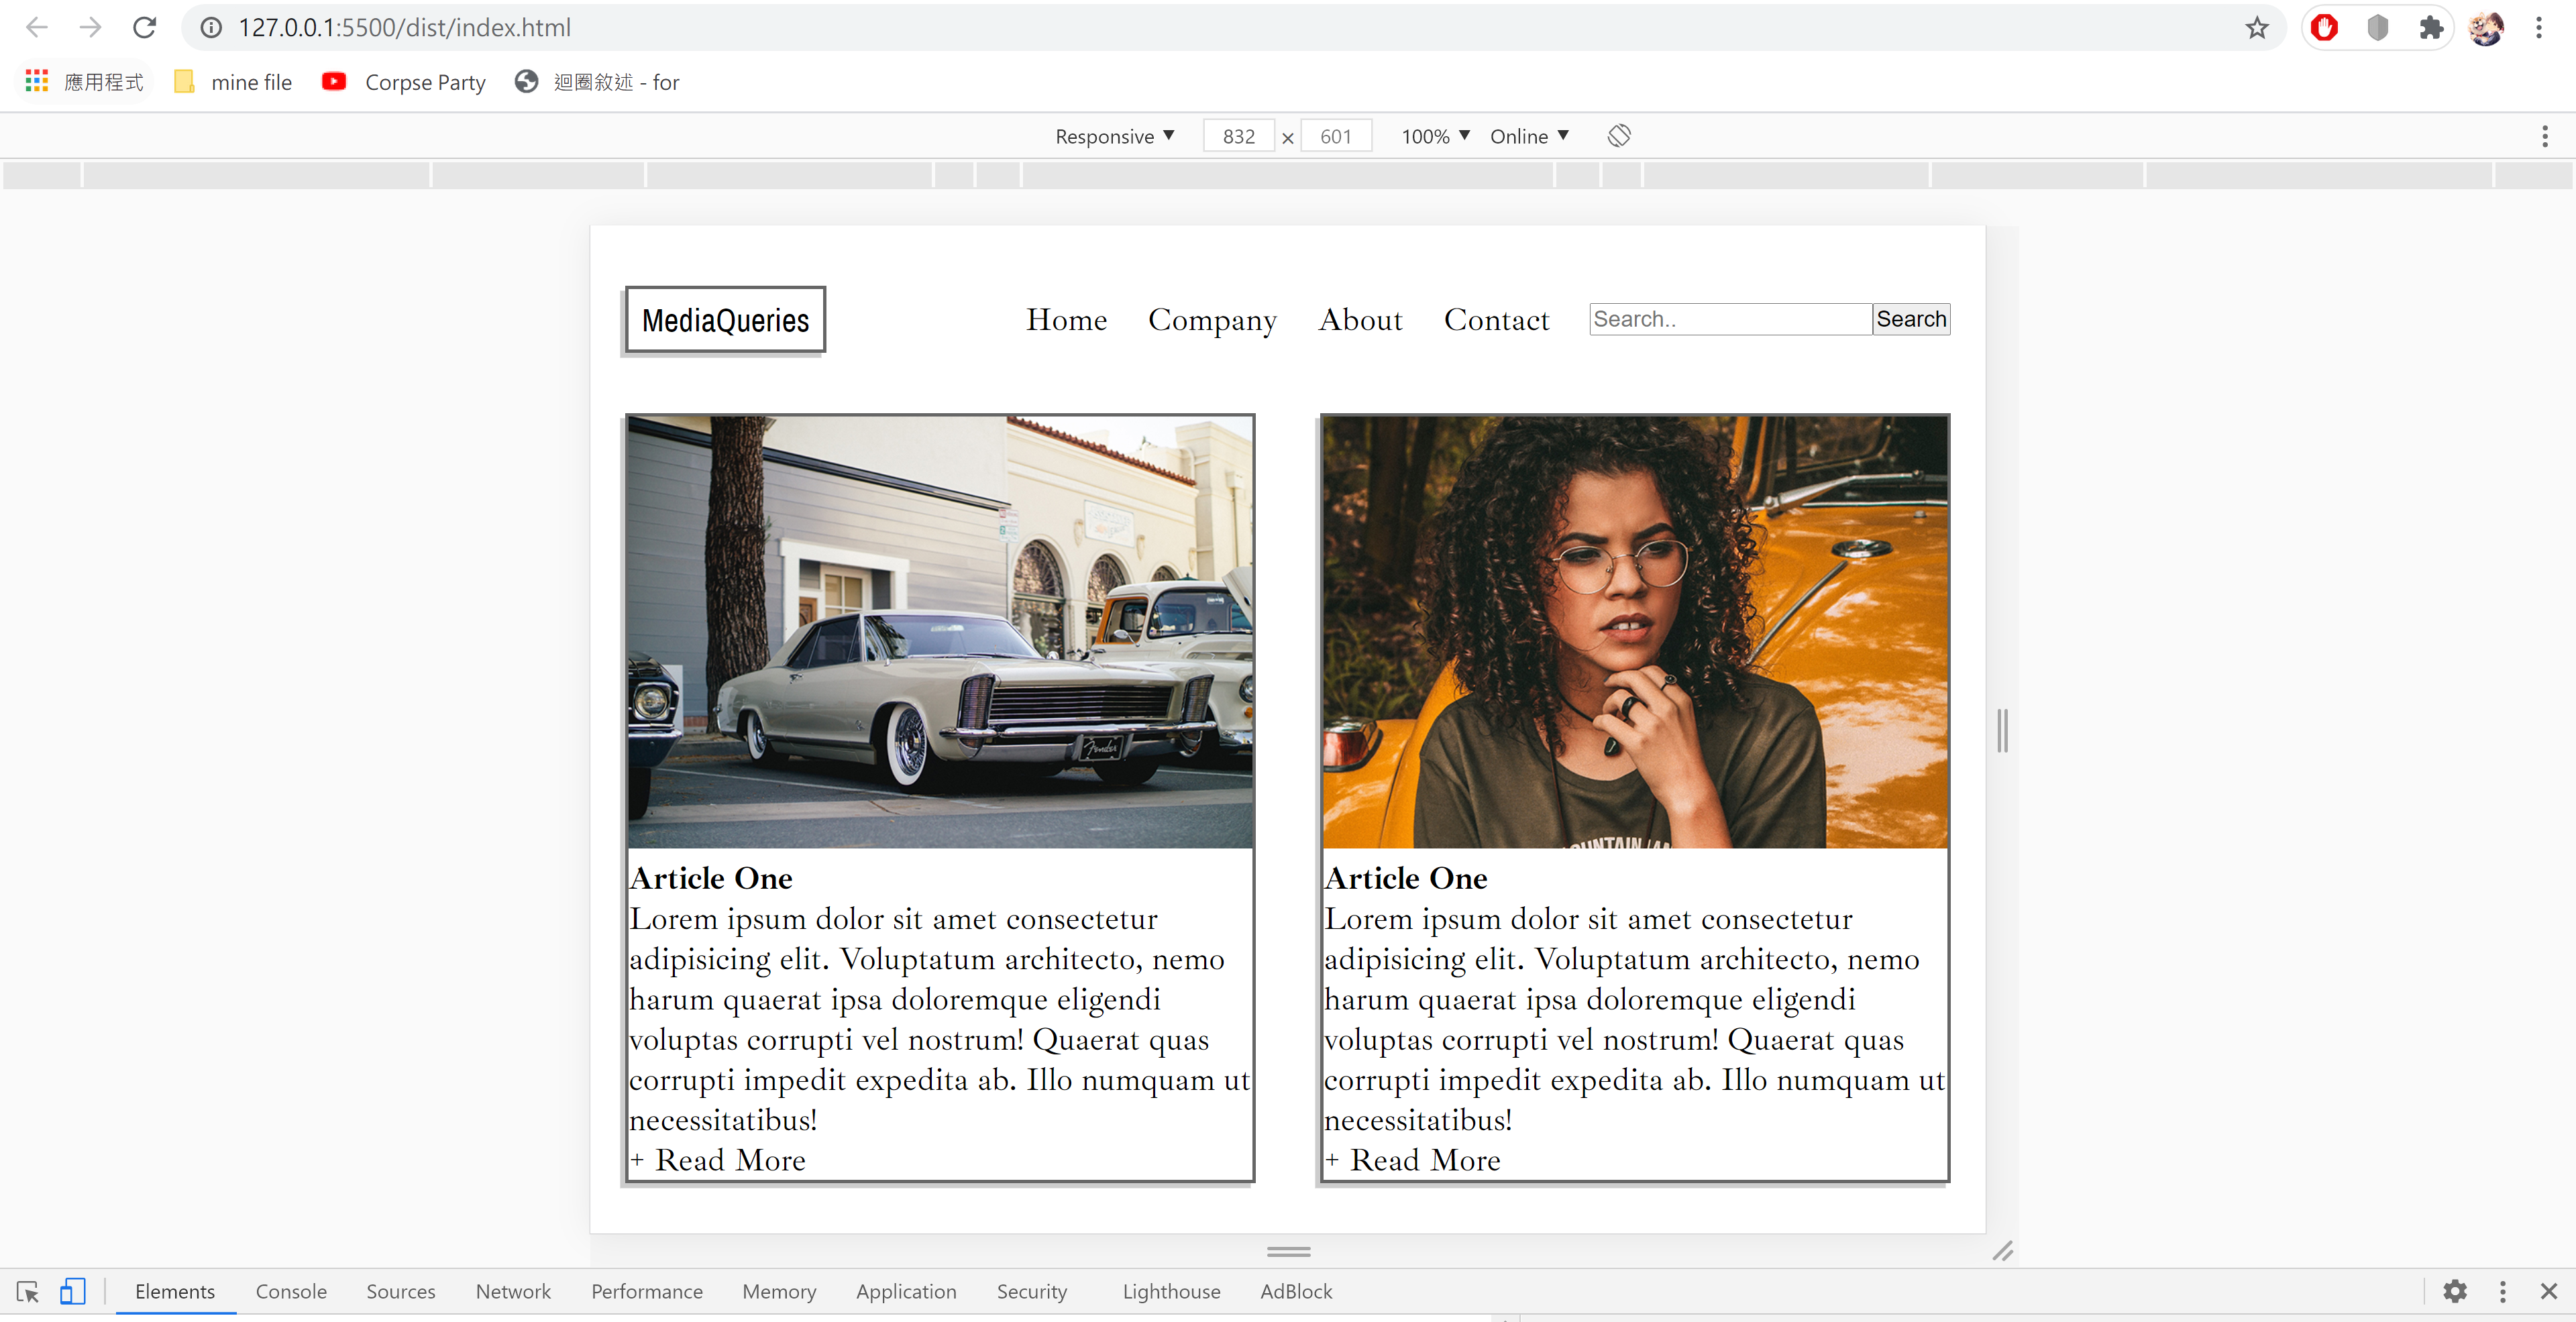 127.0.0.1:5500/dist/index.html
應用程式 mine file Corpse Party 迴圈敘述 - for
Responsive 832 × 601 100% Online
MediaQueries Home Company About Contact Search.. Search
Fender
Article One
Lorem ipsum dolor sit amet consectetur
adipisicing elit. Voluptatum architecto, nemo
harum quaerat ipsa doloremque eligendi
voluptas corrupti vel nostrum! Quaerat quas
corrupti impedit expedita ab. Illo numquam ut
necessitatibus!
+ Read More
Article One
Lorem ipsum dolor sit amet consectetur
adipisicing elit. Voluptatum architecto, nemo
harum quaerat ipsa doloremque eligendi
voluptas corrupti vel nostrum! Quaerat quas
corrupti impedit expedita ab. Illo numquam ut
necessitatibus!
+ Read More
Elements Console Sources Network Performance Memory Application Security Lighthouse AdBlock